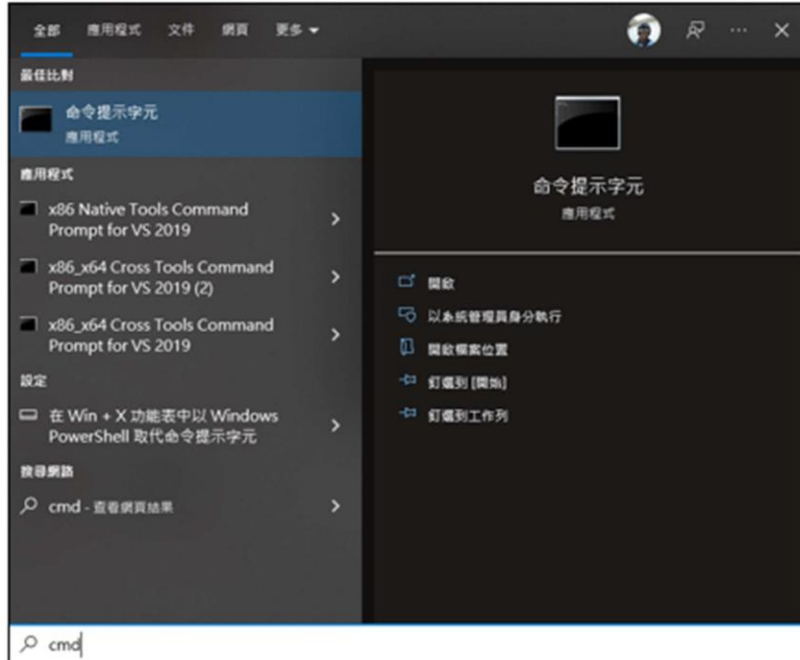 全部 應用程式 文件 網頁 更多
最佳比對
命令提示字元
應用程式
應用程式
x86 Native Tools Command
Prompt for VS 2019
x86_x64 Cross Tools Command
Prompt for VS 2019 (2)
x86_x64 Cross Tools Command
Prompt for VS 2019
設定
在 Win + X 功能表中以 Windows
PowerShell 取代命令提示字元
搜尋網路
cmd - 查看網頁結果
命令提示字元
應用程式
開啟
以系統管理員身分執行
開啟檔案位置
釘選到 [開始]
釘選到工作列
cmd